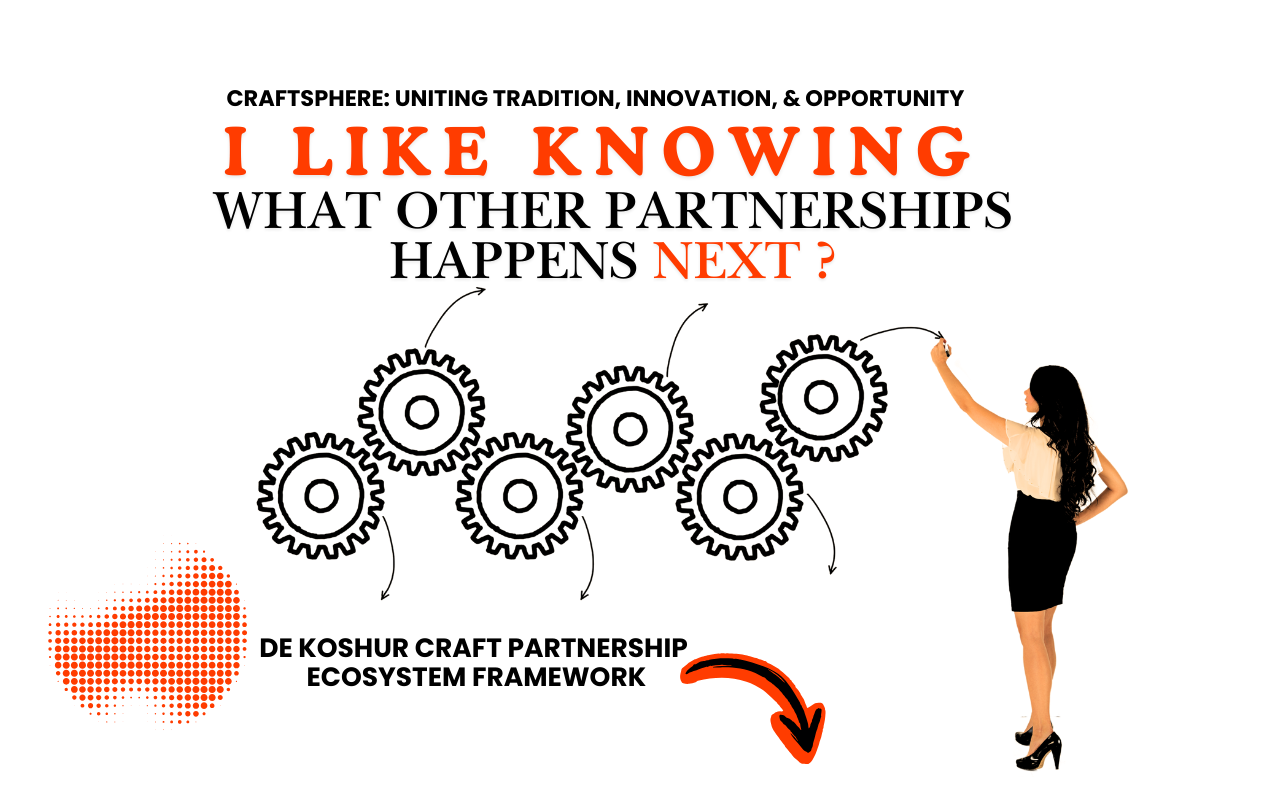 CRAFTSPHERE: UNITING TRADITION, INNOVATION, & OPPORTUNITY
I LIKE KNOWING
WHAT OTHER PARTNERSHIPS
HAPPENS NEXT ?
DE KOSHUR CRAFT PARTNERSHIP
ECOSYSTEM FRAMEWORK